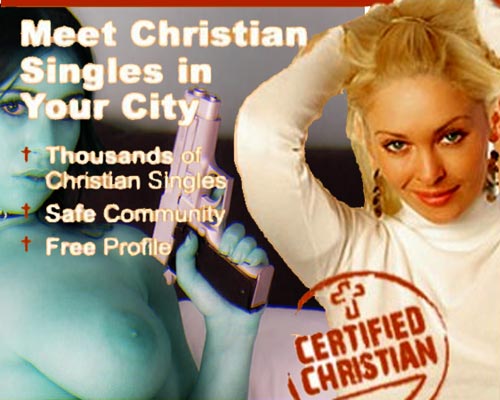 Meet Christian
Singles in
Your City
† Thousands of
Christian Singles
† Safe Community
† Free Profile
CERTIFIED
CHRISTIAN